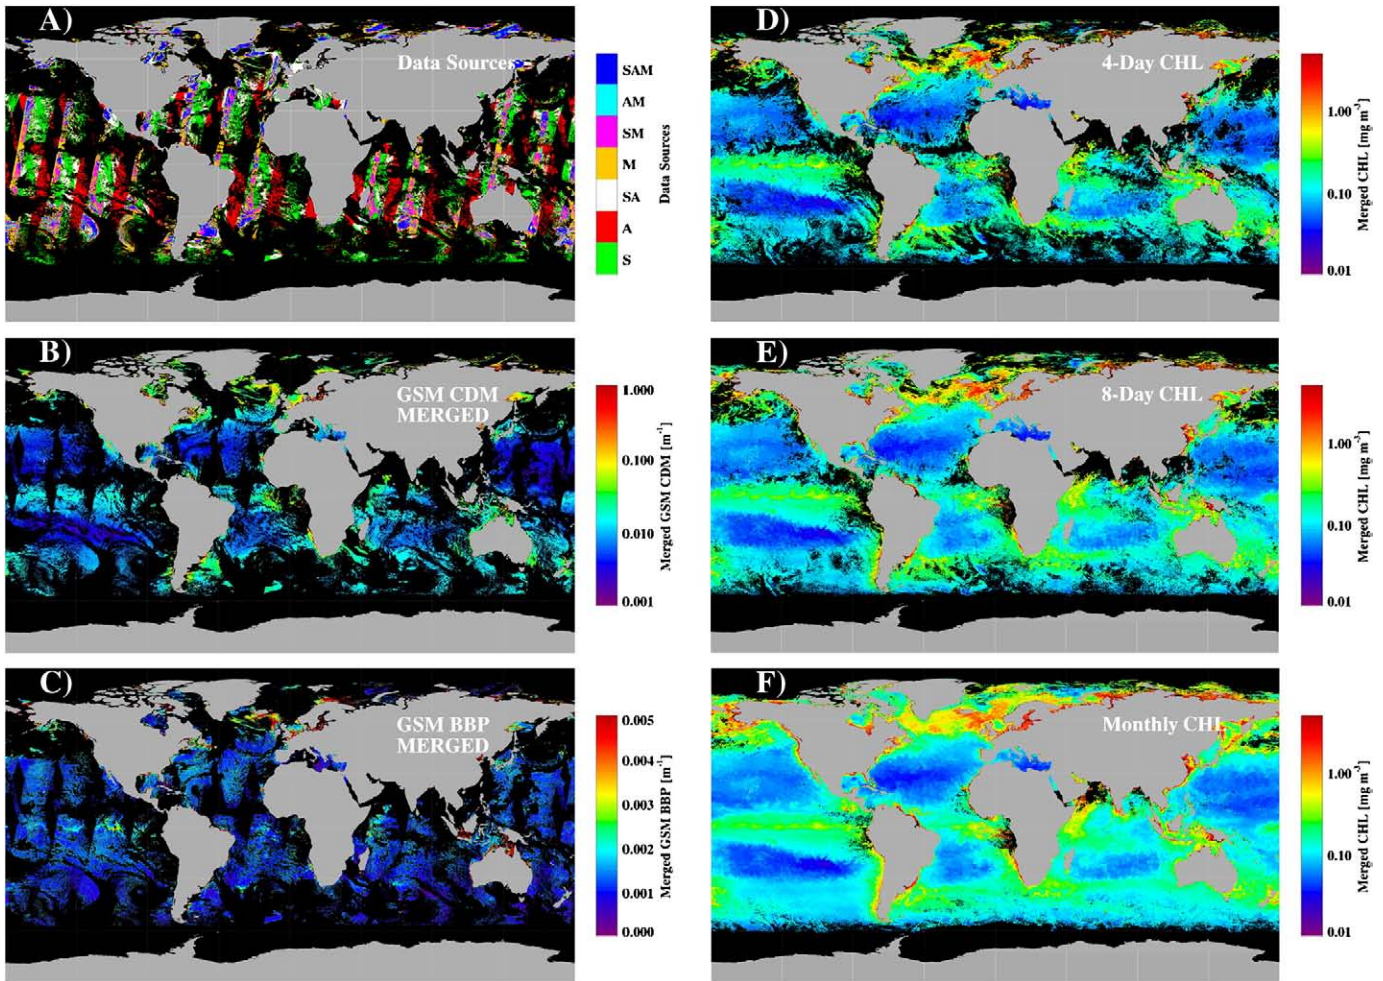 A)
Data Sources
SAM
AM
SM
M
SA
A
S
Data Sources
B)
GSM CDM
MERGED
1.000
0.100
0.010
0.001
Merged GSM CDM [m⁻¹]
C)
GSM BBP
MERGED
0.005
0.004
0.003
0.002
0.001
0.000
Merged GSM BBP [m⁻¹]
D)
4-Day CHL
1.00
0.10
0.01
Merged CHL [mg m⁻³]
E)
8-Day CHL
1.00
0.10
0.01
Merged CHL [mg m⁻³]
F)
Monthly CHL
1.00
0.10
0.01
Merged CHL [mg m⁻³]